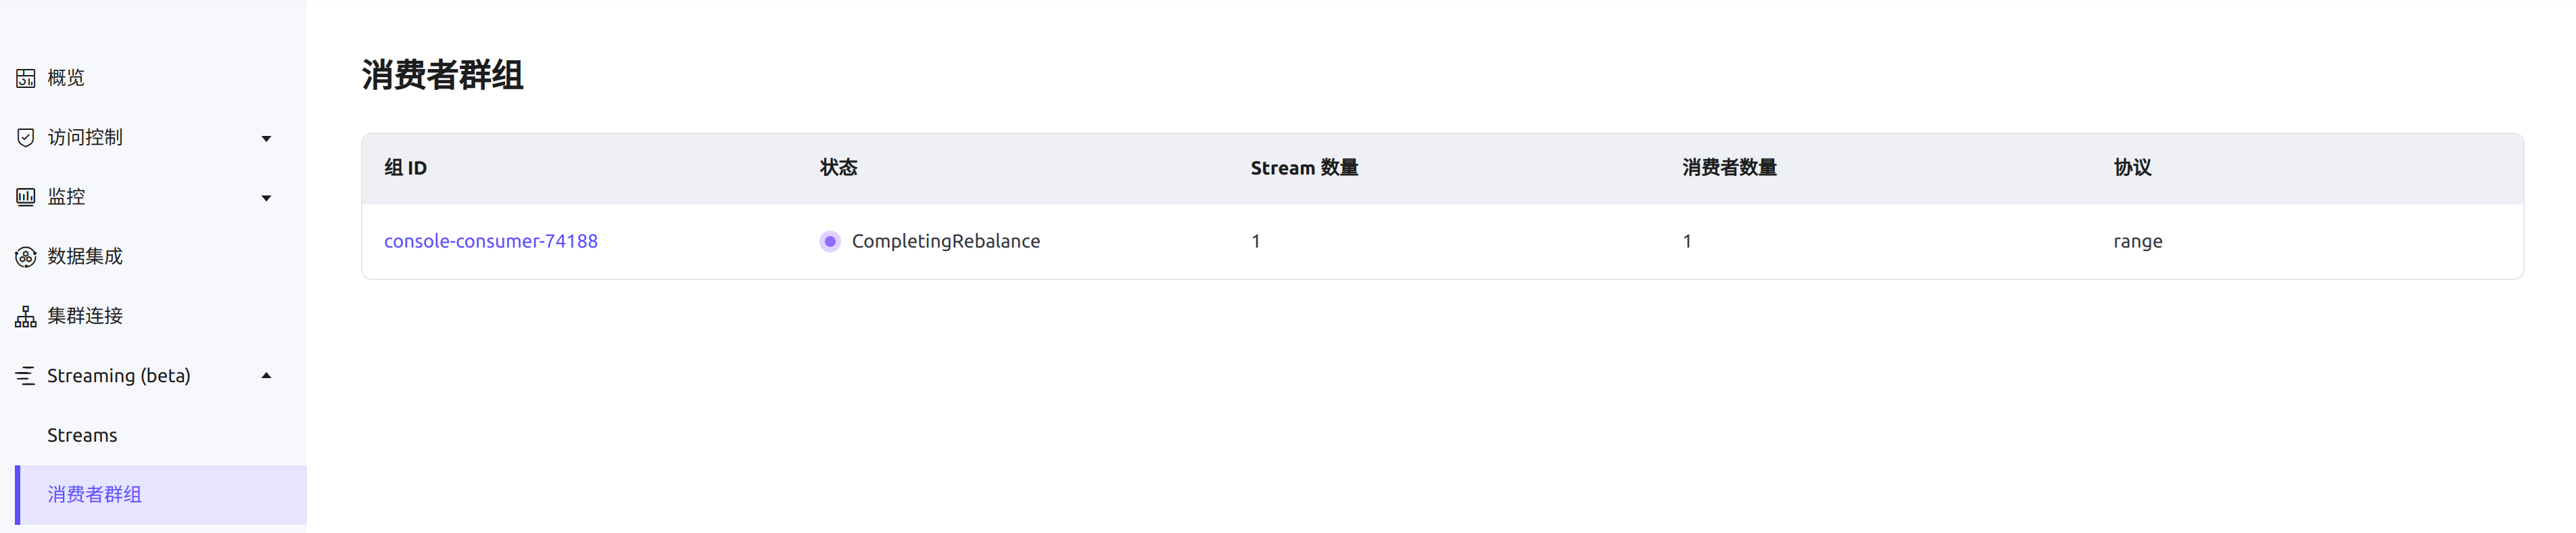 概览
访问控制
监控
数据集成
集群连接
Streaming (beta)
Streams
消费者群组
消费者群组
组 ID 状态 Stream 数量 消费者数量 协议
console-consumer-74188 CompletingRebalance 1 1 range